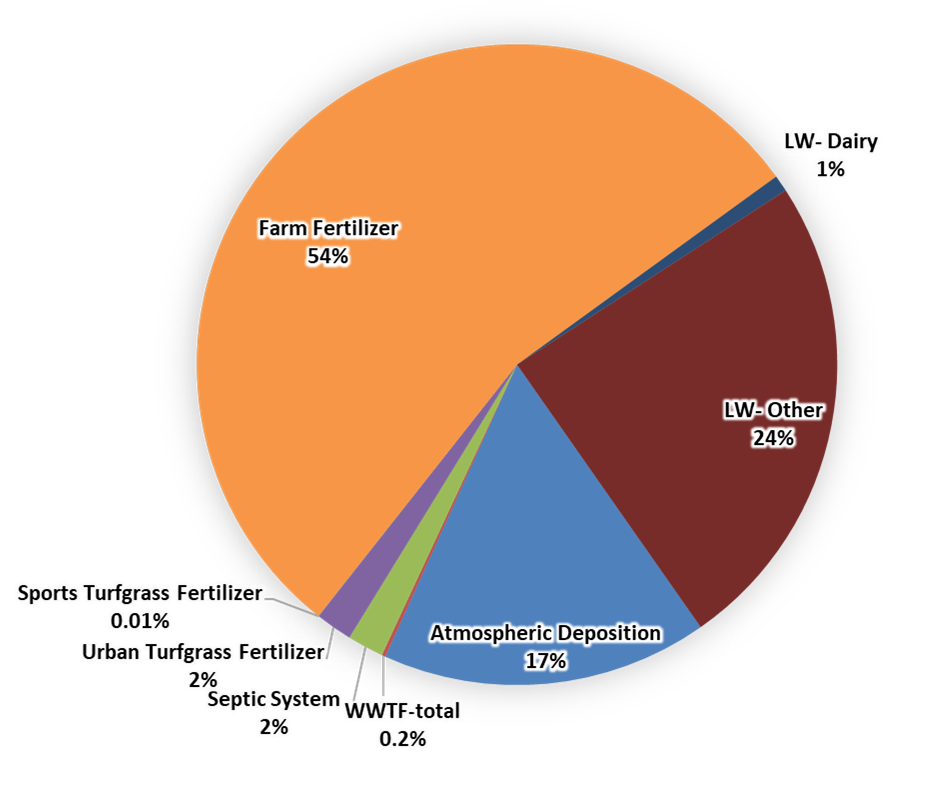 LW- Dairy
1%
Farm Fertilizer
54%
LW- Other
24%
Sports Turfgrass Fertilizer
0.01%
Urban Turfgrass Fertilizer
2%
Septic System
2%
WWTF-total
0.2%
Atmospheric Deposition
17%